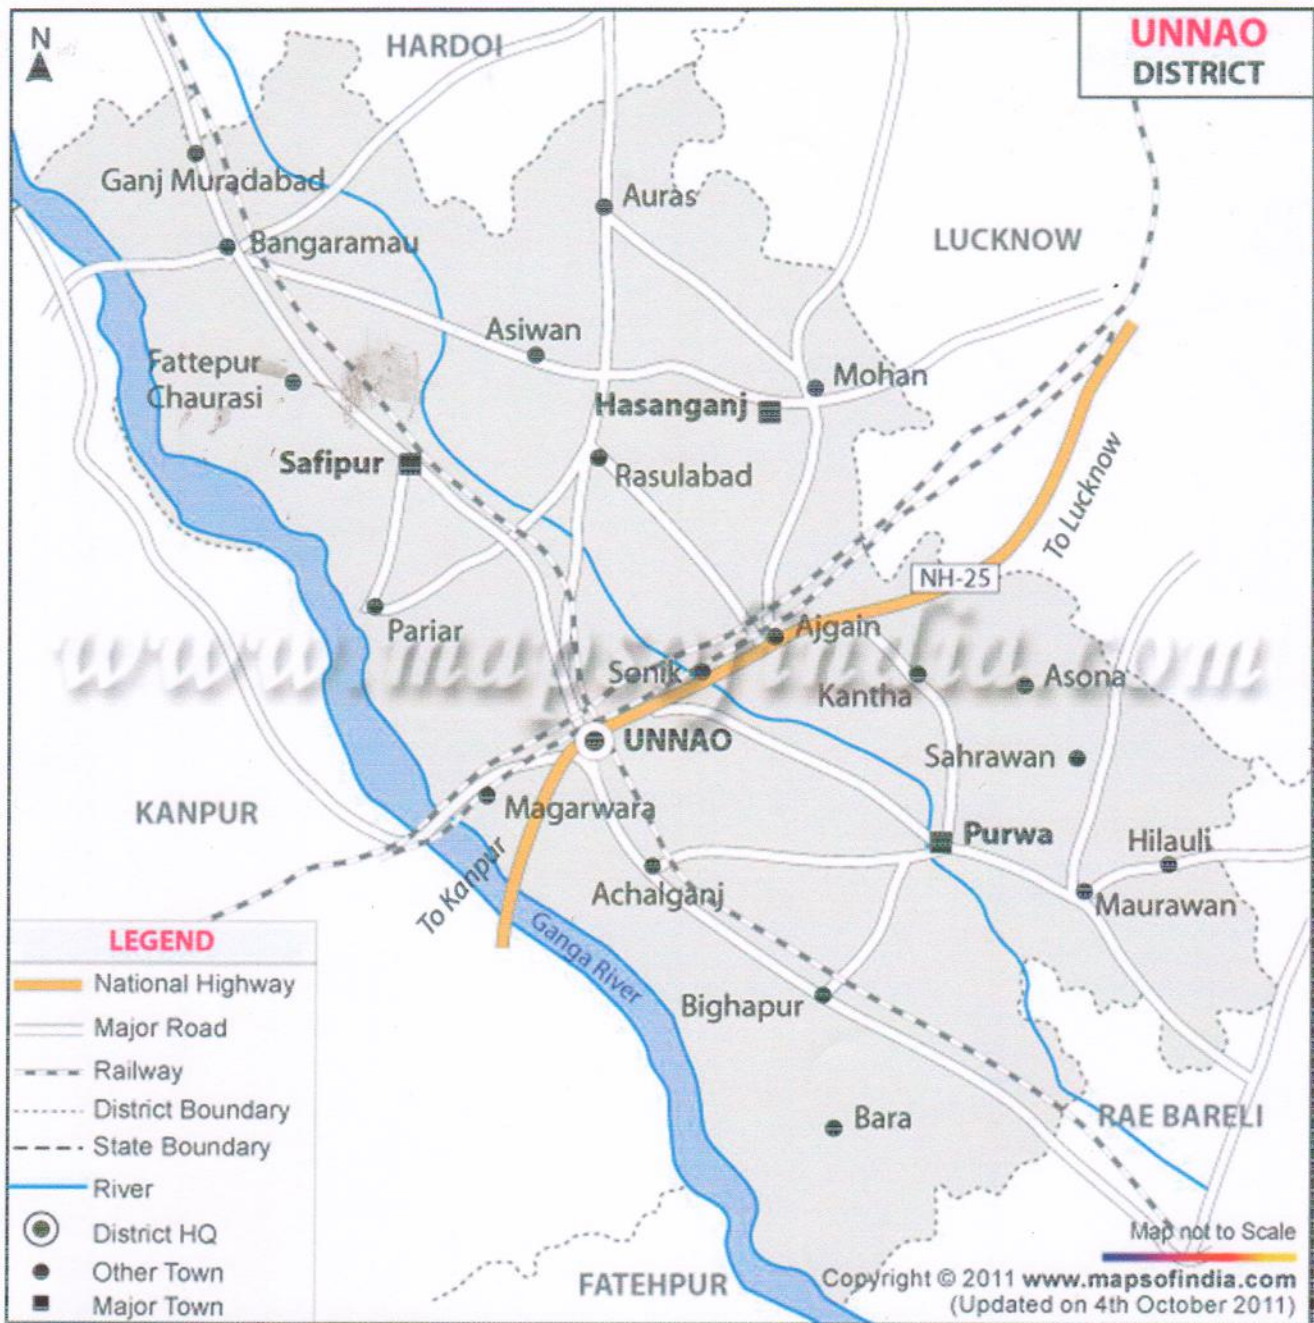 UNNAO
DISTRICT
N
HARDOI
Ganj Muradabad
Auras
Bangaramau
LUCKNOW
Asiwan
Fattepur
Chaurasi
Mohan
Hasanganj
Safipur
Rasulabad
To Lucknow
NH-25
Pariar
Ajgain
www.mapsofindia.com
Sonik
Kantha
Asona
UNNAO
Sahrawan
KANPUR
Magarwara
Purwa
Hilauli
To Kanpur
Achalganj
Maurawan
Ganga River
Bighapur
Bara
RAE BARELI
FATEHPUR
LEGEND
National Highway
Major Road
Railway
District Boundary
State Boundary
River
District HQ
Other Town
Major Town
Map not to Scale
Copyright © 2011 www.mapsofindia.com
(Updated on 4th October 2011)